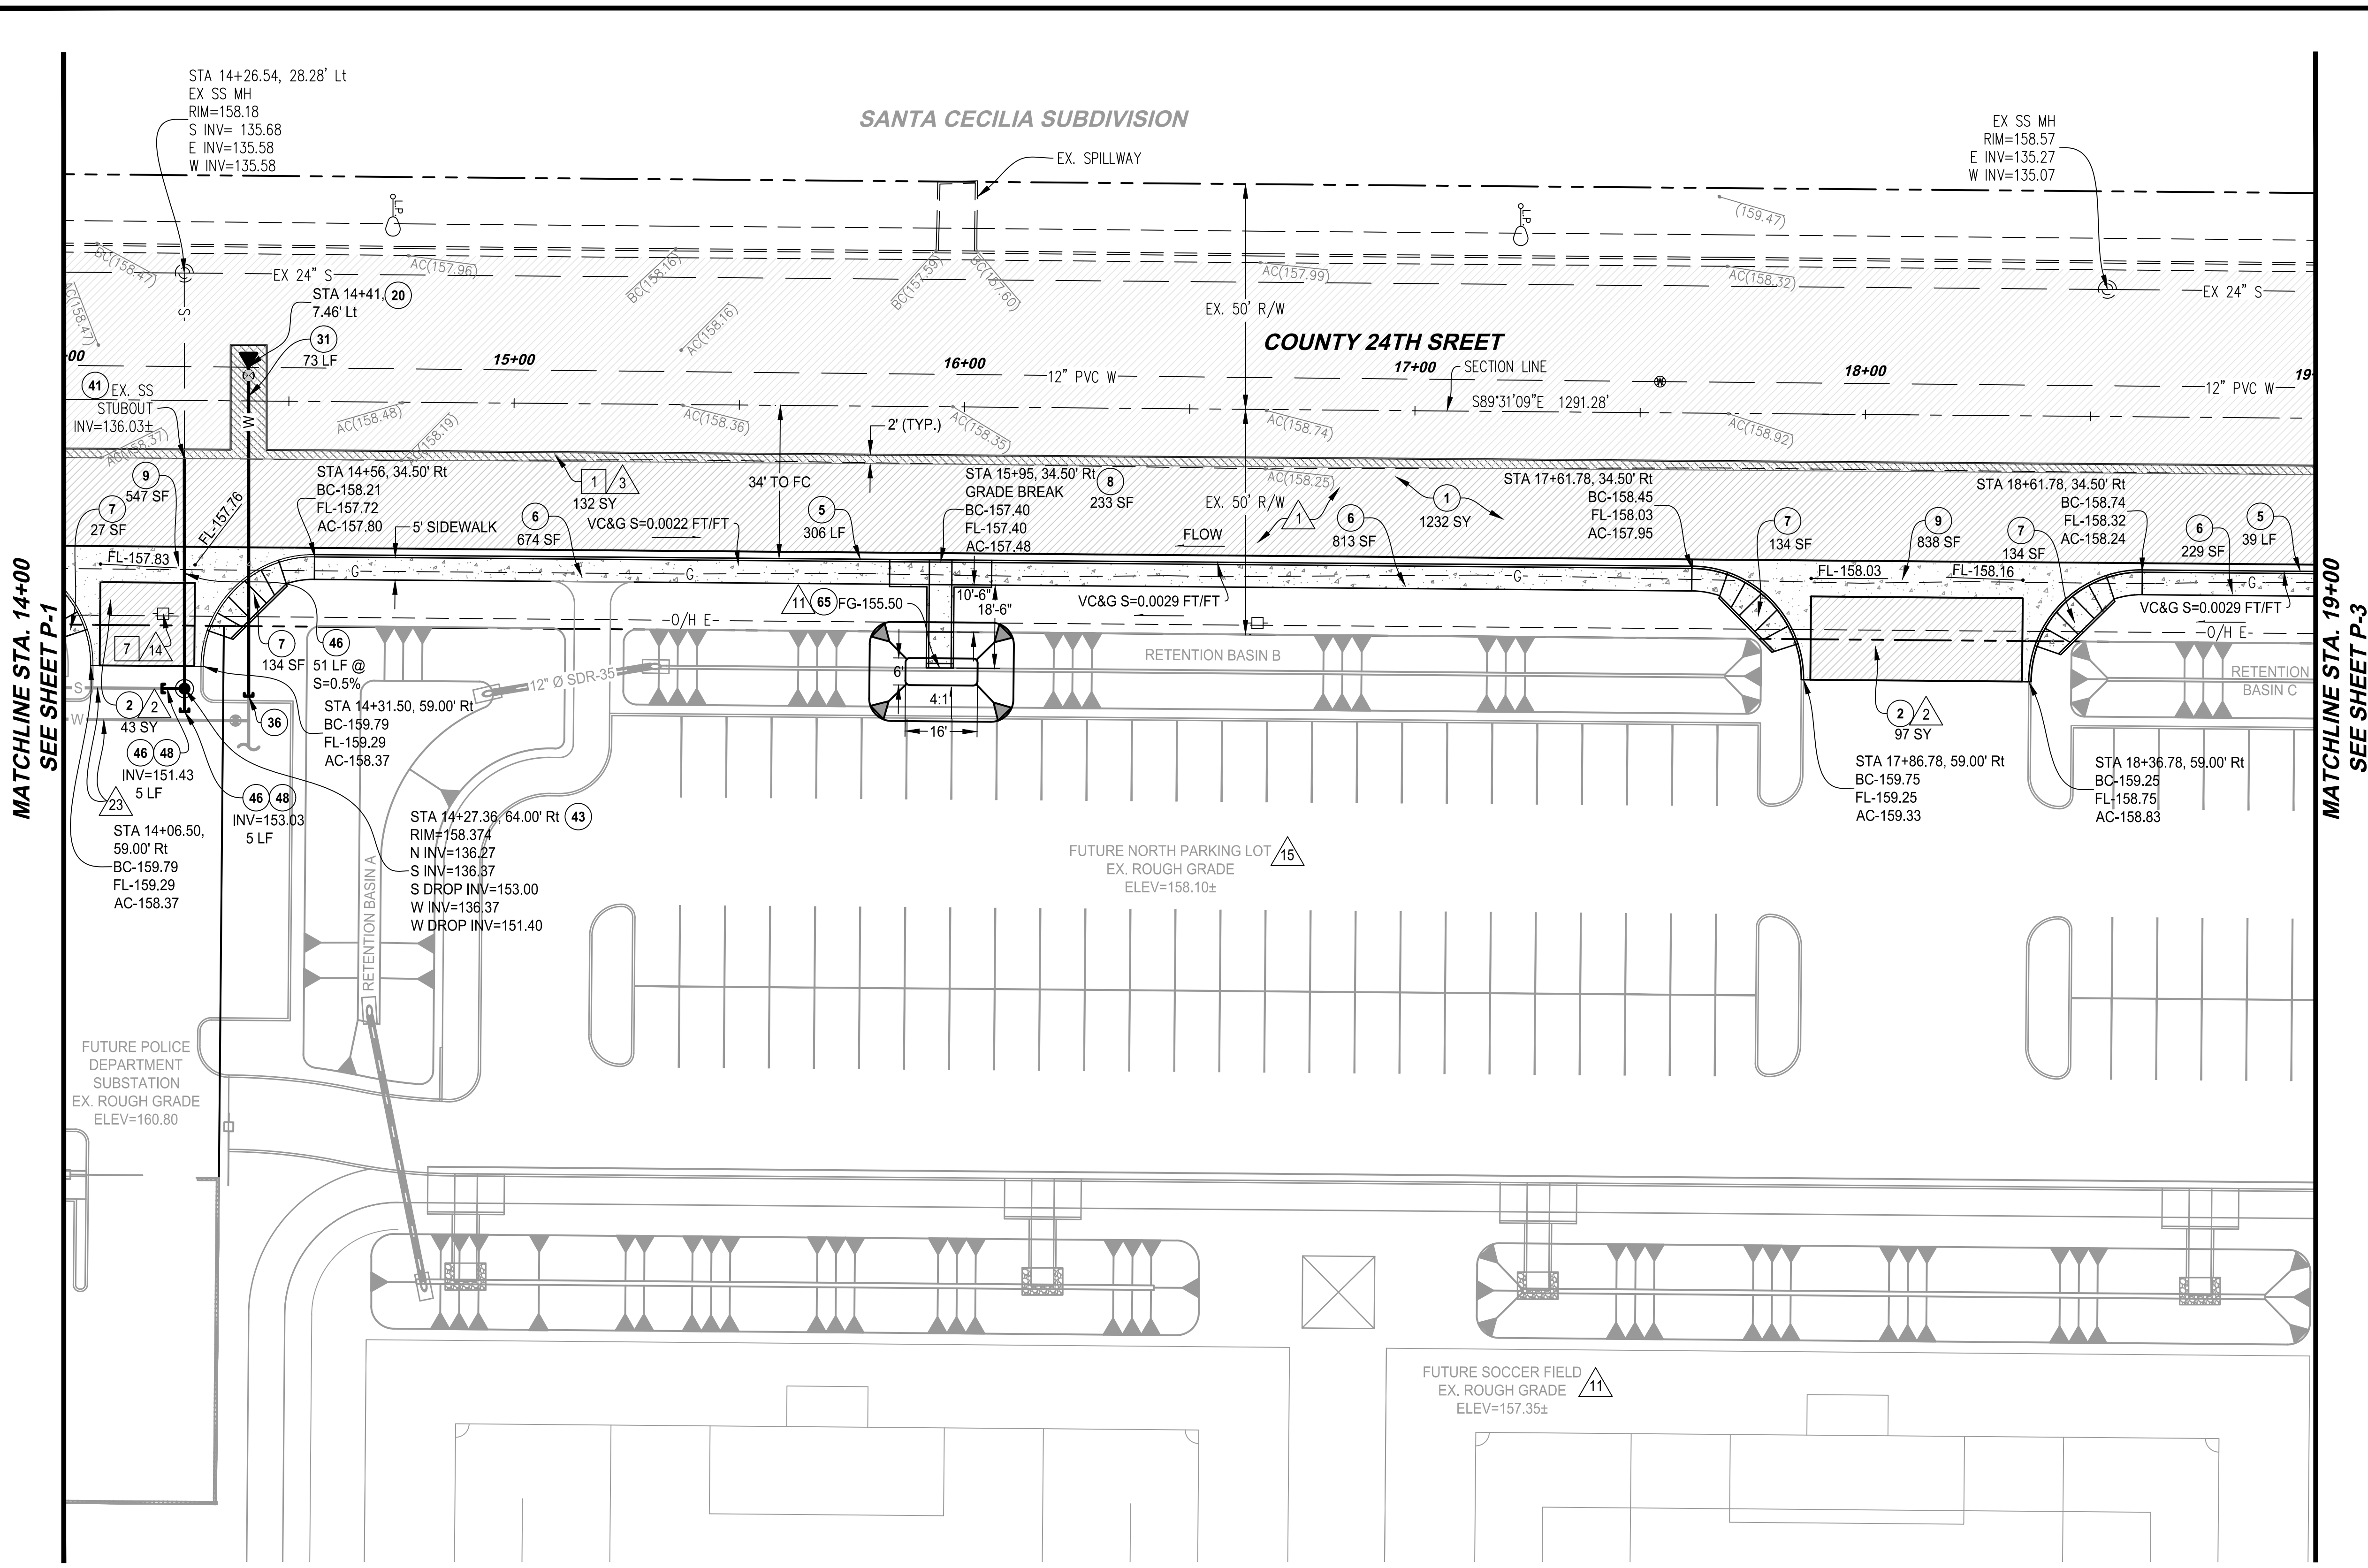 STA 14+26.54, 28.28' Lt
EX SS MH
RIM=158.18
S INV= 135.68
E INV=135.58
W INV=135.58
SANTA CECILIA SUBDIVISION
EX. SPILLWAY
EX SS MH
RIM=158.57
E INV=135.27
W INV=135.07
L.P.
L.P.
(159.47)
BC(158.47)
AC(158.47)
EX 24" S
AC(157.96)
BC(158.16)
AC(158.16)
BC(157.59)
BC(157.60)
AC(157.99)
AC(158.32)
EX 24" S
S
STA 14+41, 20
7.46' Lt
31
73 LF
EX. 50' R/W
COUNTY 24TH SREET
+00
15+00
16+00
17+00
18+00
19+
12" PVC W
SECTION LINE
W
12" PVC W
S89°31'09"E 1291.28'
41 EX. SS
STUBOUT
INV=136.03±
W
AC(158.37)
AC(158.48)
AC(158.19)
AC(158.36)
AC(158.35)
AC(158.74)
AC(158.92)
2' (TYP.)
9
547 SF
7
27 SF
FL-157.76
STA 14+56, 34.50' Rt
BC-158.21
FL-157.72
AC-157.80
5' SIDEWALK
6
674 SF
1 3
132 SY
VC&G S=0.0022 FT/FT
34' TO FC
5
306 LF
STA 15+95, 34.50' Rt
GRADE BREAK
BC-157.40
FL-157.40
AC-157.48
8
233 SF
FLOW
AC(158.25)
EX. 50' R/W
1
6
813 SF
1
1232 SY
STA 17+61.78, 34.50' Rt
BC-158.45
FL-158.03
AC-157.95
7
134 SF
9
838 SF
STA 18+61.78, 34.50' Rt
BC-158.74
FL-158.32
AC-158.24
7
134 SF
6
229 SF
5
39 LF
FL-157.83
G
G
G
G
FL-158.03
FL-158.16
11 65 FG-155.50
10'-6"
18'-6"
VC&G S=0.0029 FT/FT
VC&G S=0.0029 FT/FT
O/H E
O/H E
MATCHLINE STA. 14+00
SEE SHEET P-1
MATCHLINE STA. 19+00
SEE SHEET P-3
7 14
7
134 SF
46
51 LF @
S=0.5%
12" Ø SDR-35
6'
4:1
16'
RETENTION BASIN B
RETENTION
BASIN C
S
W
2 2
43 SY
36
STA 14+31.50, 59.00' Rt
BC-159.79
FL-159.29
AC-158.37
46 48
INV=151.43
5 LF
23
46 48
INV=153.03
5 LF
STA 14+06.50,
59.00' Rt
BC-159.79
FL-159.29
AC-158.37
STA 14+27.36, 64.00' Rt 43
RIM=158.374
N INV=136.27
S INV=136.37
S DROP INV=153.00
W INV=136.37
W DROP INV=151.40
2 2
97 SY
STA 17+86.78, 59.00' Rt
BC-159.75
FL-159.25
AC-159.33
STA 18+36.78, 59.00' Rt
BC-159.25
FL-158.75
AC-158.83
RETENTION BASIN A
FUTURE NORTH PARKING LOT 15
EX. ROUGH GRADE
ELEV=158.10±
FUTURE POLICE
DEPARTMENT
SUBSTATION
EX. ROUGH GRADE
ELEV=160.80
FUTURE SOCCER FIELD
EX. ROUGH GRADE 11
ELEV=157.35±